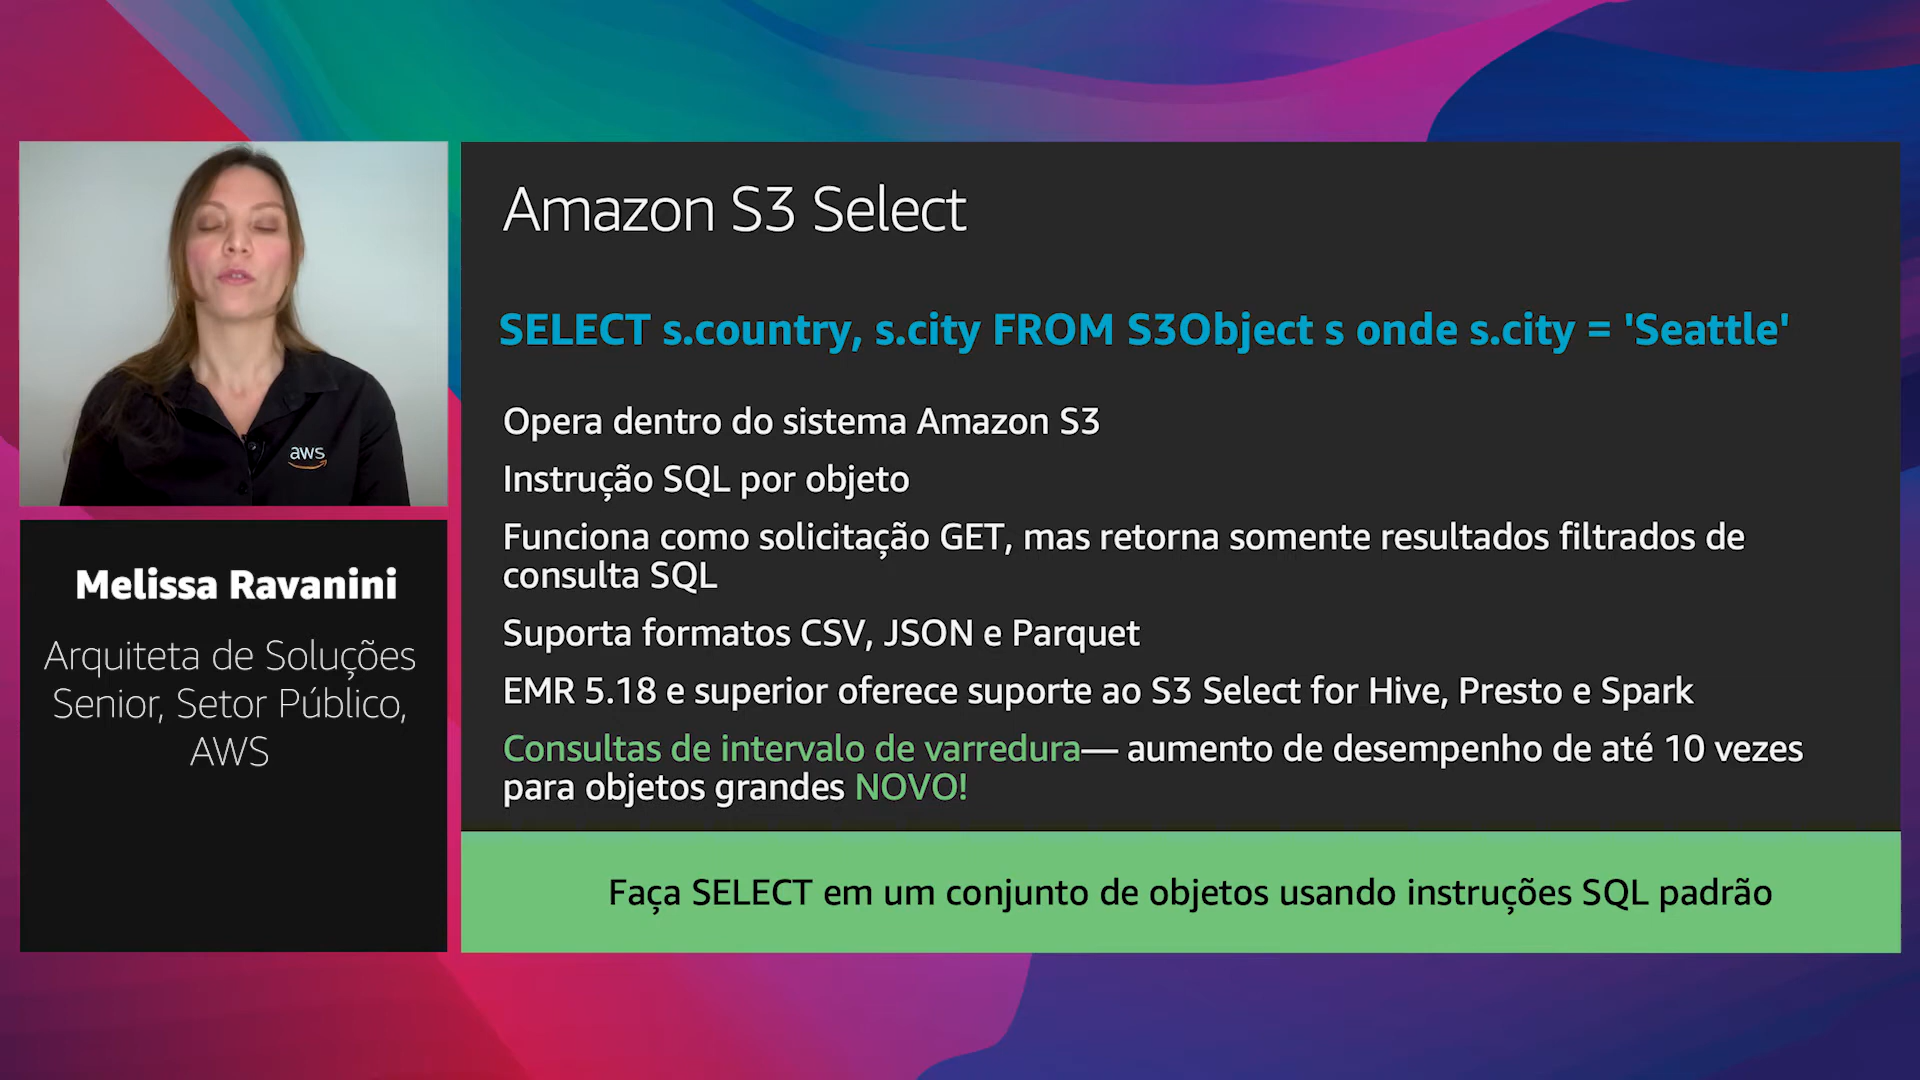 Amazon S3 Select
SELECT s.country, s.city FROM S3Object s onde s.city = 'Seattle'
Opera dentro do sistema Amazon S3
Instrução SQL por objeto
Funciona como solicitação GET, mas retorna somente resultados filtrados de
consulta SQL
Suporta formatos CSV, JSON e Parquet
EMR 5.18 e superior oferece suporte ao S3 Select for Hive, Presto e Spark
Consultas de intervalo de varredura— aumento de desempenho de até 10 vezes
para objetos grandes NOVO!
Faça SELECT em um conjunto de objetos usando instruções SQL padrão
aws
Melissa Ravanini
Arquiteta de Soluções
Senior, Setor Público,
AWS